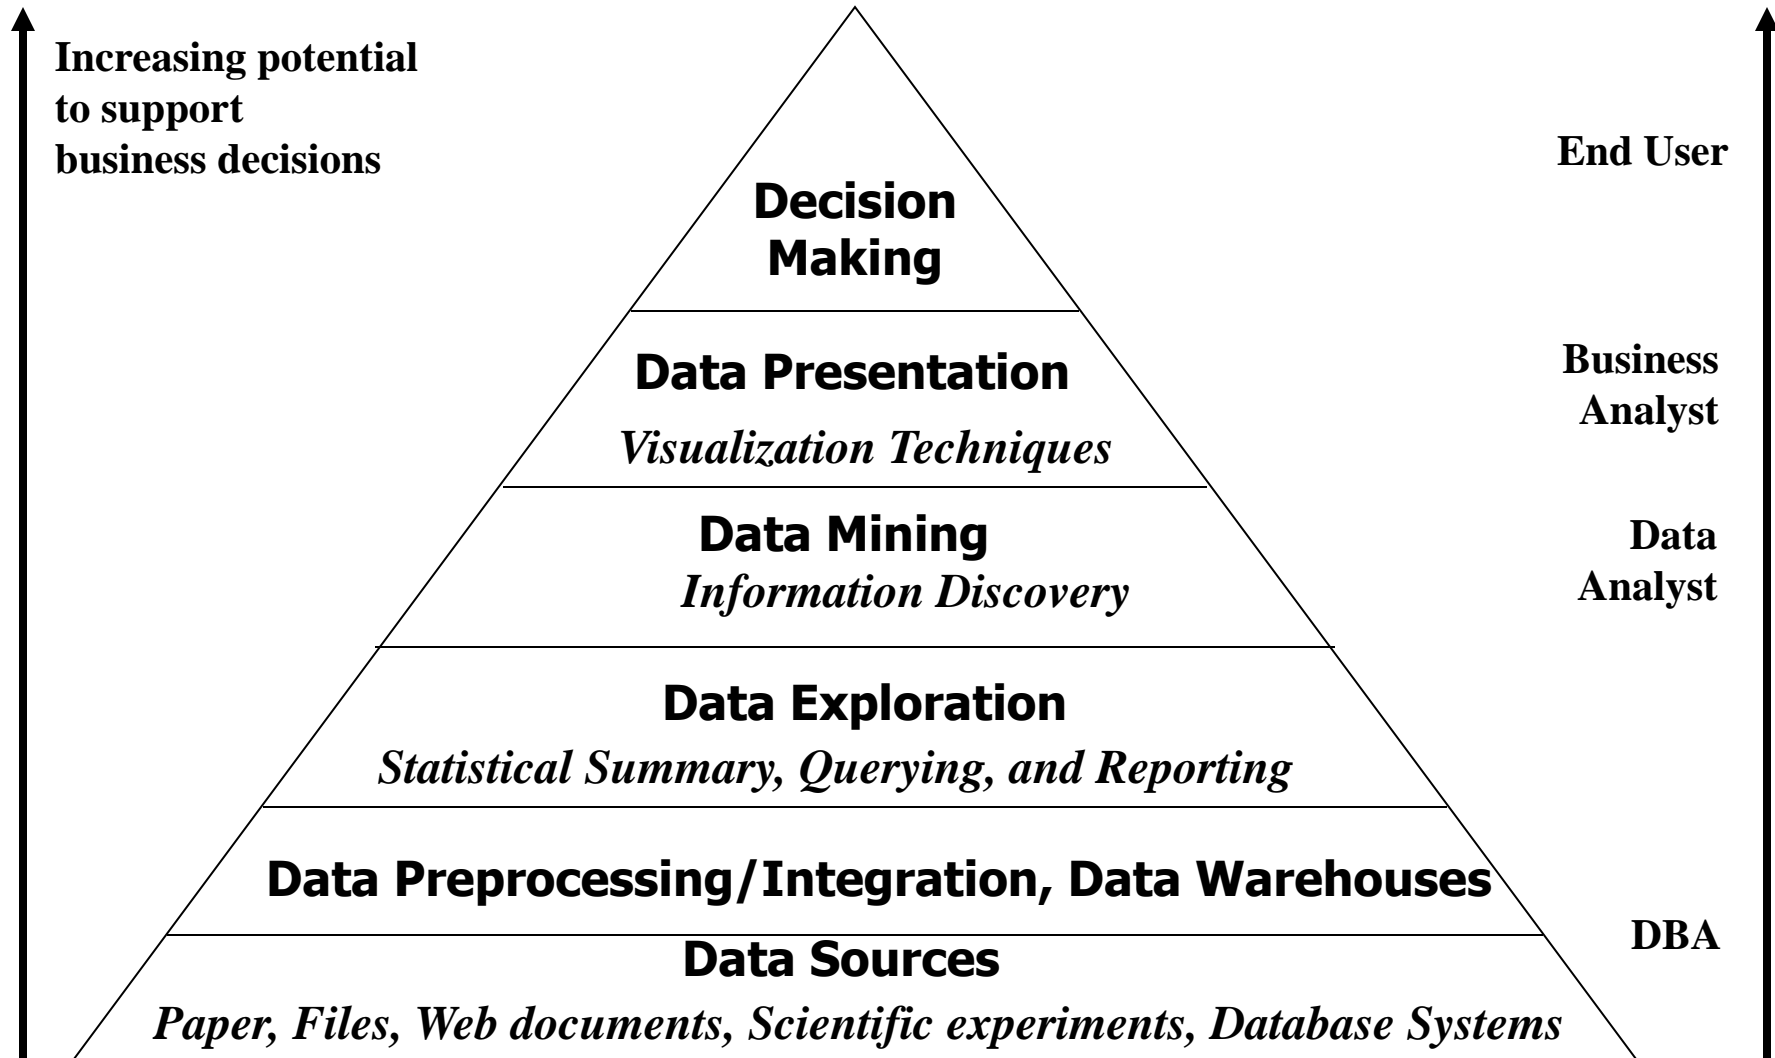 Increasing potential
to support
business decisions
End User
Decision
Making
Data Presentation
Visualization Techniques
Business
Analyst
Data Mining
Information Discovery
Data
Analyst
Data Exploration
Statistical Summary, Querying, and Reporting
Data Preprocessing/Integration, Data Warehouses
DBA
Data Sources
Paper, Files, Web documents, Scientific experiments, Database Systems